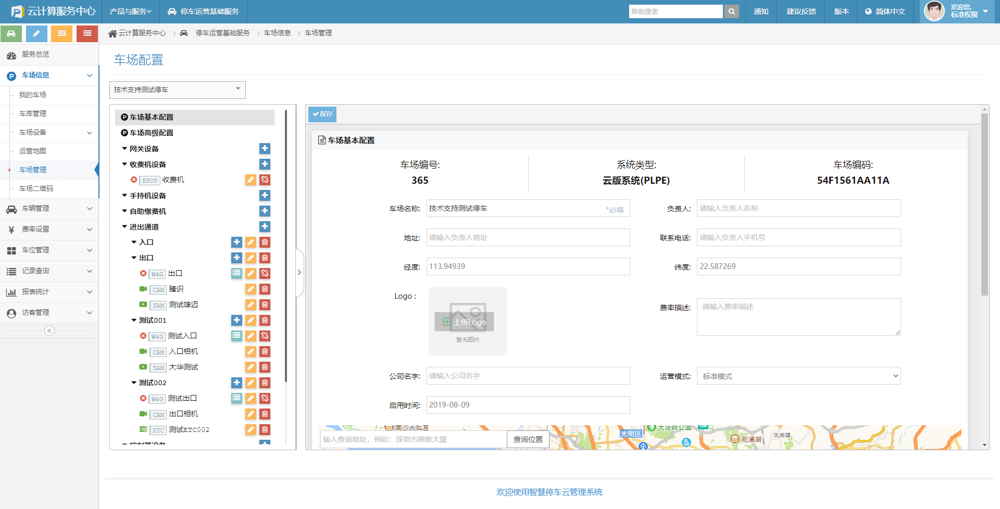 云计算服务中心
产品与服务
停车运营基础服务
帮助搜索
通知
建议反馈
版本
简体中文
欢迎您,
标准权限
云计算服务中心
停车运营基础服务
车场信息
车场管理
服务总览
车场信息
我的车场
车库管理
车场设备
运营地图
车场管理
车场二维码
车辆管理
费率设置
车位管理
记录查询
报表统计
访客管理
车场配置
技术支持测试停车
车场基本配置
车场高级配置
网关设备
收费机设备
EPOS 收费机
手持机设备
自助缴费机
进出通道
入口
出口
W4G 出口
CAM 臻识
SAM 测试雄迈
测试001
W4G 测试入口
CAM 入口相机
SAM 大华测试
测试002
W4G 测试出口
CAM 出口相机
ETC 测试ETC002
控制器设备
保存
车场基本配置
车场编号:
365
系统类型:
云版系统(PLPE)
车场编码:
54F1561AA11A
车场名称: 技术支持测试停车 *必填
负责人: 请输入负责人名称
地址: 请输入负责人地址
联系电话: 请输入负责人手机号
经度: 113.94939
纬度: 22.587269
Logo :
上传Logo
暂无图片
费率描述: 请输入费率描述
公司名字: 请输入公司名字
运营模式: 标准模式
启用时间: 2019-08-09
南沙天后宫
光明区
大顶岭公园
观澜湖
凤岗镇
输入查询地址，例如：深圳市鼎新大厦
查询位置
欢迎使用智慧停车云管理系统